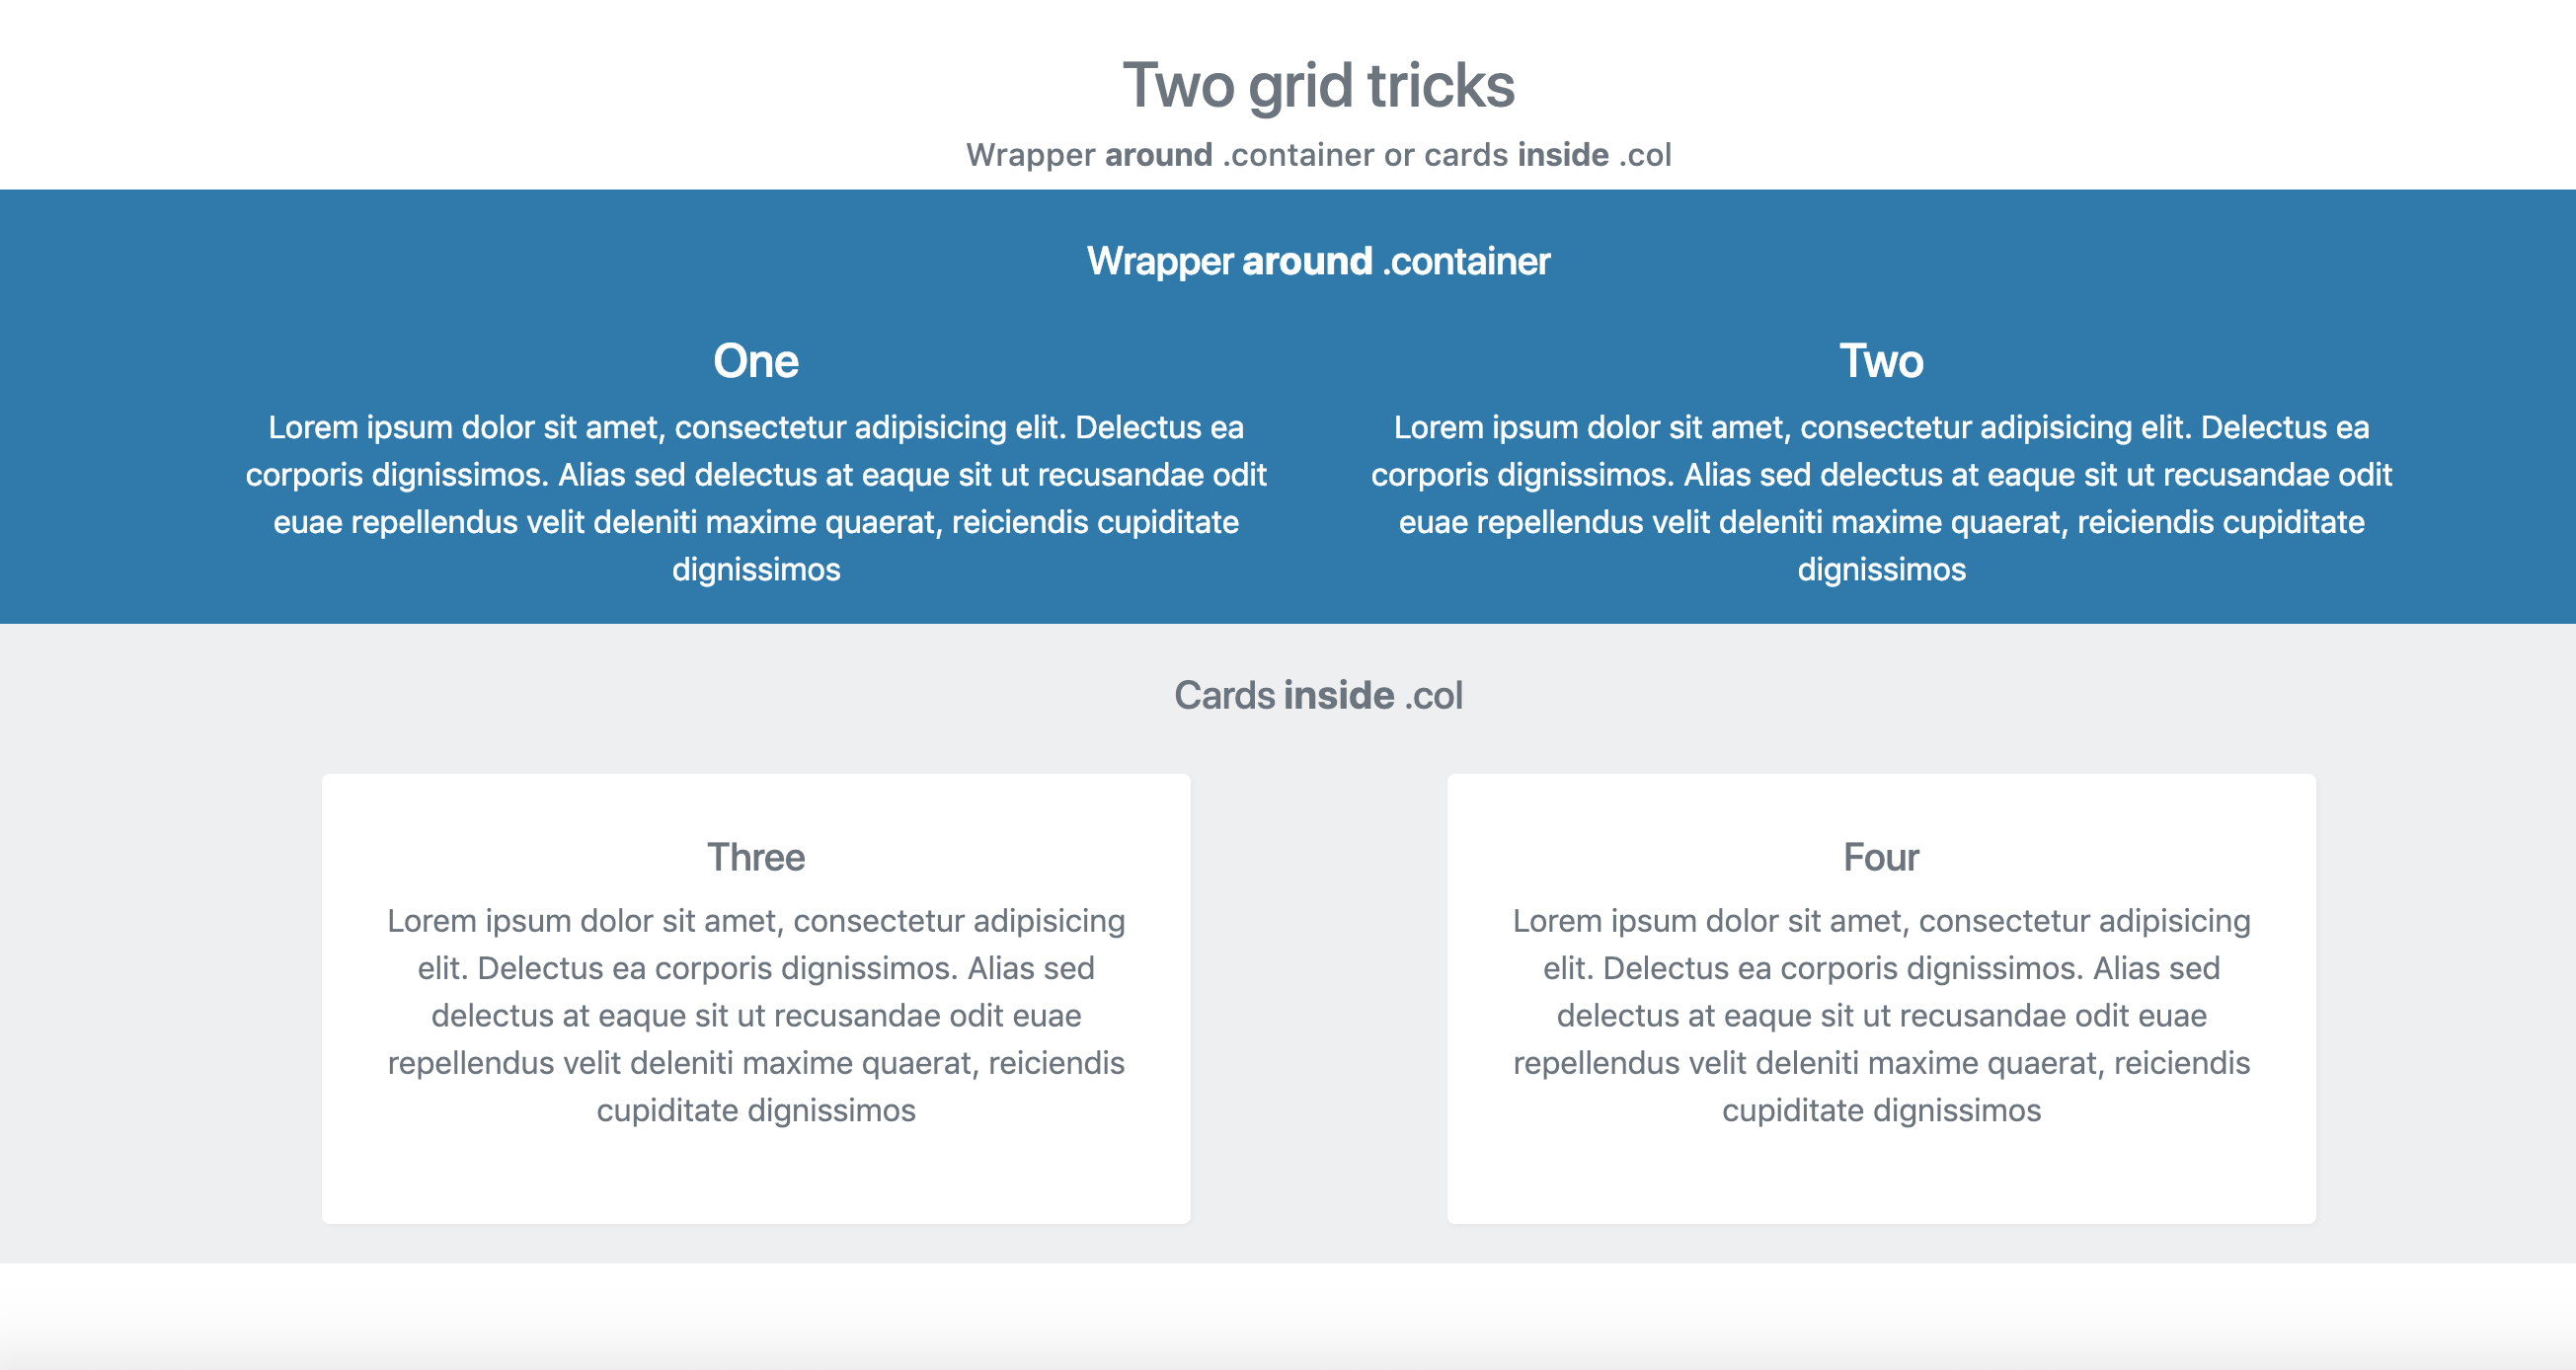 Two grid tricks
Wrapper around .container or cards inside .col
Wrapper around .container
One
Lorem ipsum dolor sit amet, consectetur adipisicing elit. Delectus ea
corporis dignissimos. Alias sed delectus at eaque sit ut recusandae odit
euae repellendus velit deleniti maxime quaerat, reiciendis cupiditate
dignissimos
Two
Lorem ipsum dolor sit amet, consectetur adipisicing elit. Delectus ea
corporis dignissimos. Alias sed delectus at eaque sit ut recusandae odit
euae repellendus velit deleniti maxime quaerat, reiciendis cupiditate
dignissimos
Cards inside .col
Three
Lorem ipsum dolor sit amet, consectetur adipisicing
elit. Delectus ea corporis dignissimos. Alias sed
delectus at eaque sit ut recusandae odit euae
repellendus velit deleniti maxime quaerat, reiciendis
cupiditate dignissimos
Four
Lorem ipsum dolor sit amet, consectetur adipisicing
elit. Delectus ea corporis dignissimos. Alias sed
delectus at eaque sit ut recusandae odit euae
repellendus velit deleniti maxime quaerat, reiciendis
cupiditate dignissimos